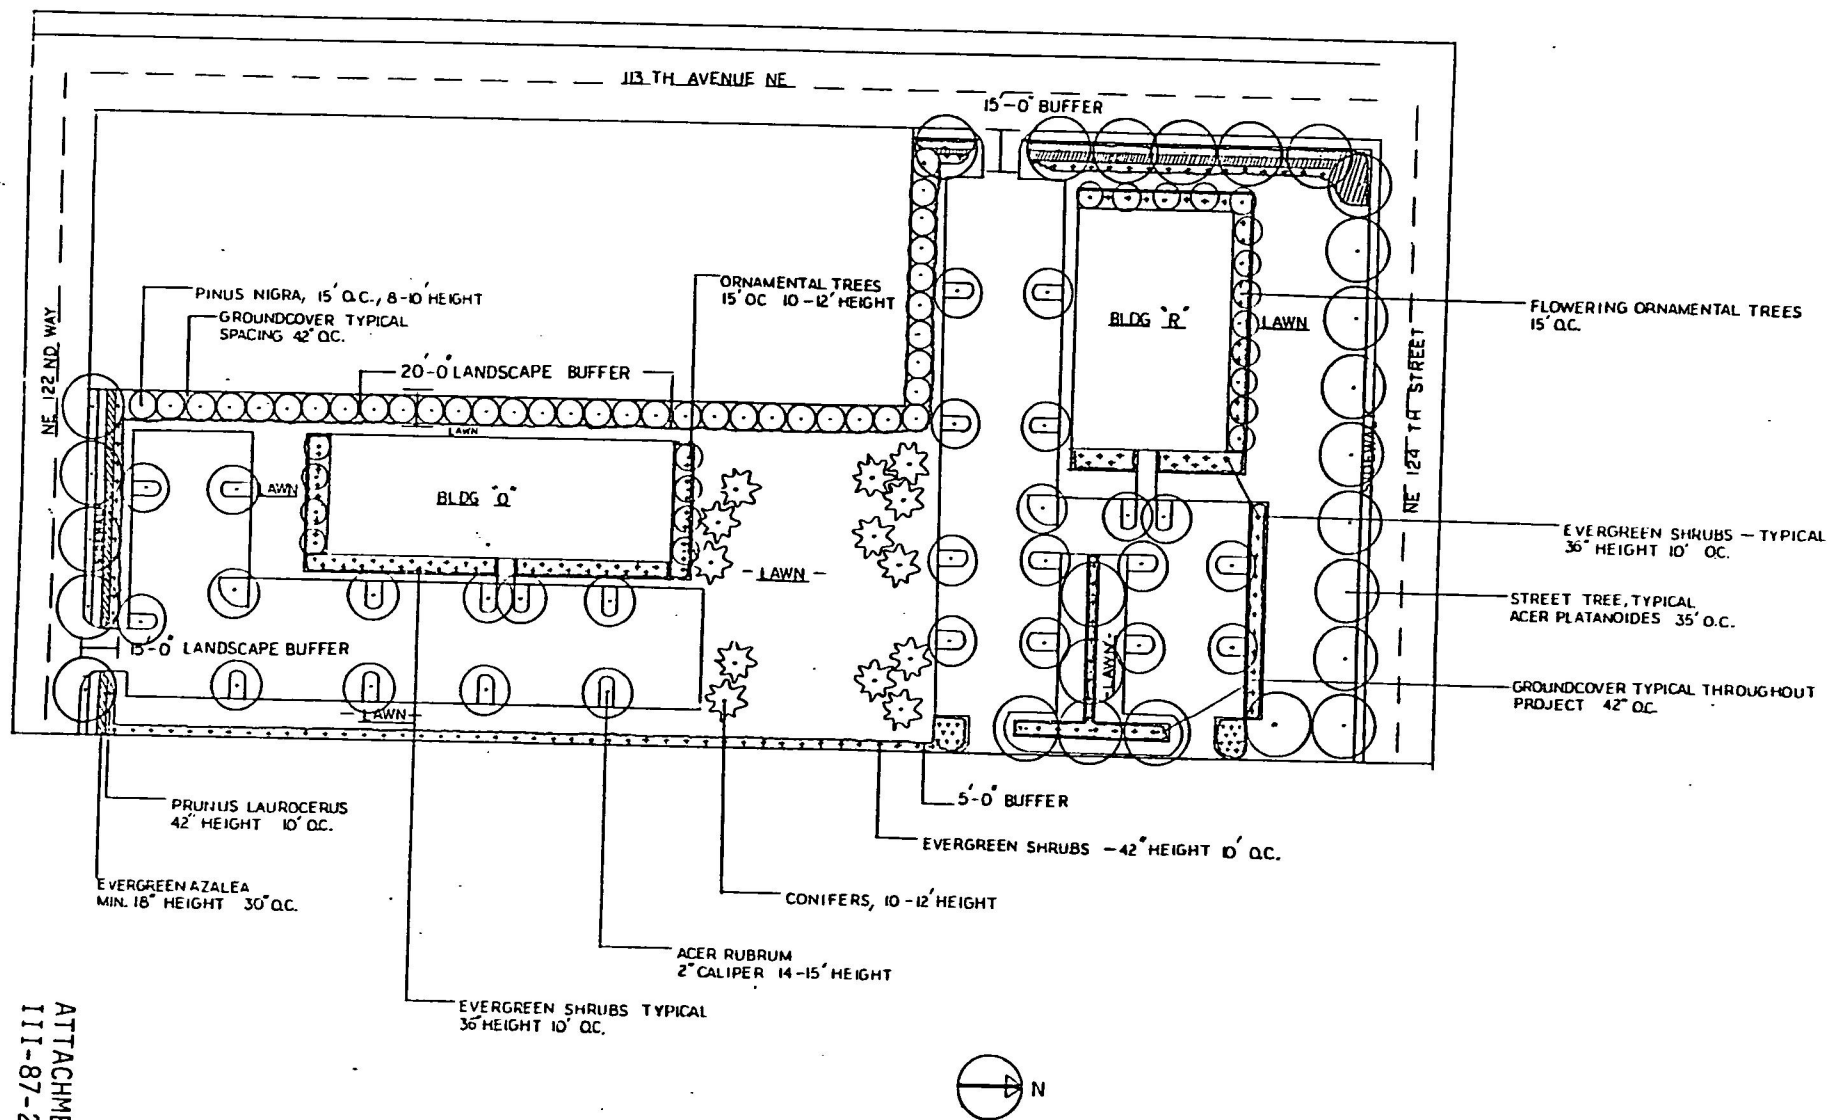 113 TH AVENUE NE
15'-0" BUFFER
PINUS NIGRA, 15' O.C., 8-10' HEIGHT
GROUNDCOVER TYPICAL
SPACING 42" O.C.
ORNAMENTAL TREES
15' OC 10-12' HEIGHT
20'-0" LANDSCAPE BUFFER
NE 122 ND WAY
LAWN
BLDG "Q"
LAWN
- LAWN -
BLDG "R"
LAWN
FLOWERING ORNAMENTAL TREES
15' O.C.
NE 124 TH STREET
SIDEWALK
EVERGREEN SHRUBS - TYPICAL
36" HEIGHT 10' OC.
STREET TREE, TYPICAL
ACER PLATANOIDES 35' O.C.
15'-0" LANDSCAPE BUFFER
LAWN
- LAWN -
GROUNDCOVER TYPICAL THROUGHOUT
PROJECT 42" O.C.
PRUNUS LAUROCERUS
42" HEIGHT 10' O.C.
5'-0" BUFFER
EVERGREEN SHRUBS - 42" HEIGHT 10' O.C.
EVERGREEN AZALEA
MIN. 18" HEIGHT 30" O.C.
CONIFERS, 10-12' HEIGHT
ACER RUBRUM
2" CALIPER 14-15' HEIGHT
EVERGREEN SHRUBS TYPICAL
36" HEIGHT 10' O.C.
N
ATTACHME
III-87-2